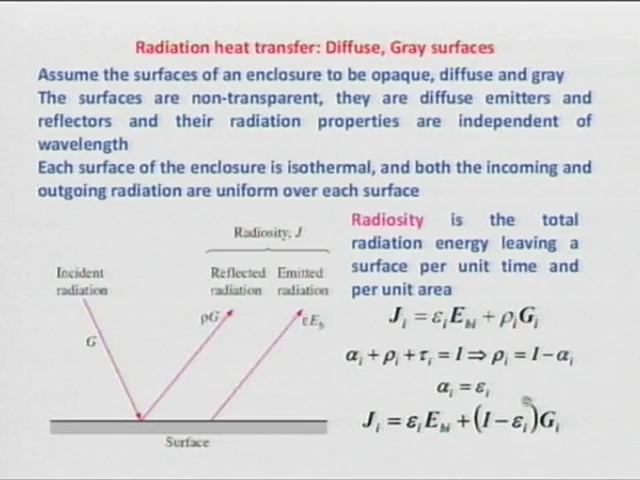 Radiation heat transfer: Diffuse, Gray surfaces
Assume the surfaces of an enclosure to be opaque, diffuse and gray
The surfaces are non-transparent, they are diffuse emitters and
reflectors and their radiation properties are independent of
wavelength
Each surface of the enclosure is isothermal, and both the incoming and
outgoing radiation are uniform over each surface
Radiosity is the total
radiation energy leaving a
surface per unit time and
per unit area
Radiosity, J
Incident
radiation
Reflected
radiation
Emitted
radiation
G
ρG
εE_b
Surface
J_i = ε_i E_bi + ρ_i G_i
α_i + ρ_i + τ_i = 1 ⇒ ρ_i = 1 − α_i
α_i = ε_i
J_i = ε_i E_bi + (1 − ε_i) G_i